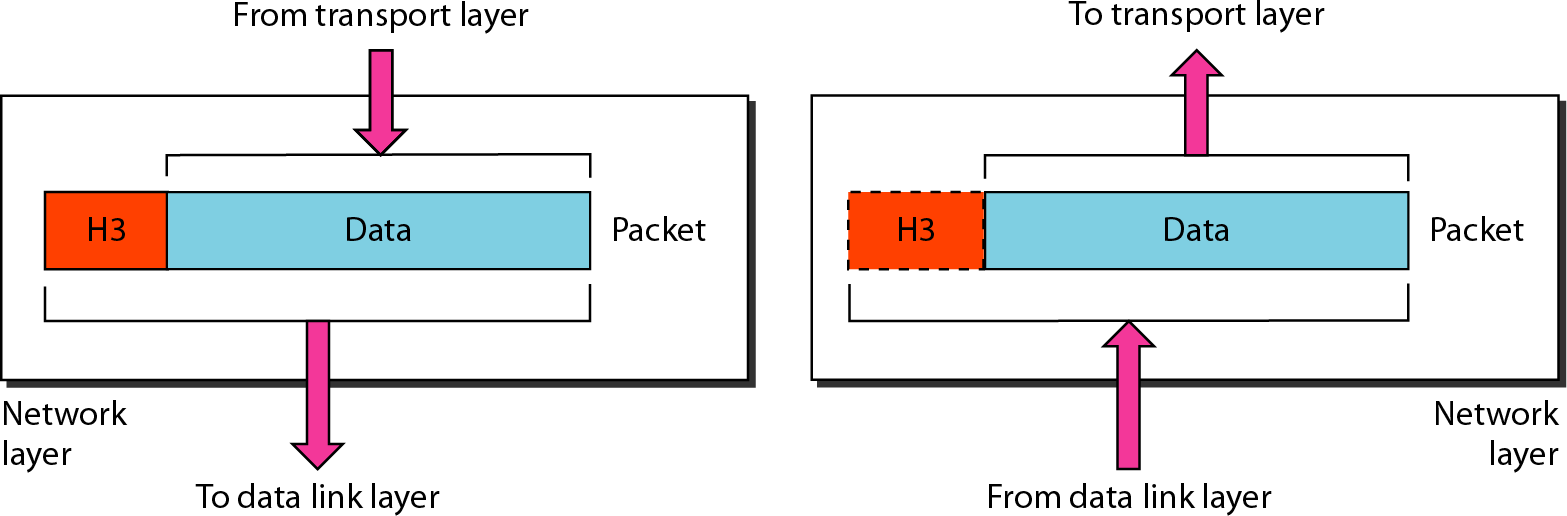 From transport layer
H3
Data
Packet
Network
layer
To data link layer
To transport layer
H3
Data
Packet
Network
layer
From data link layer